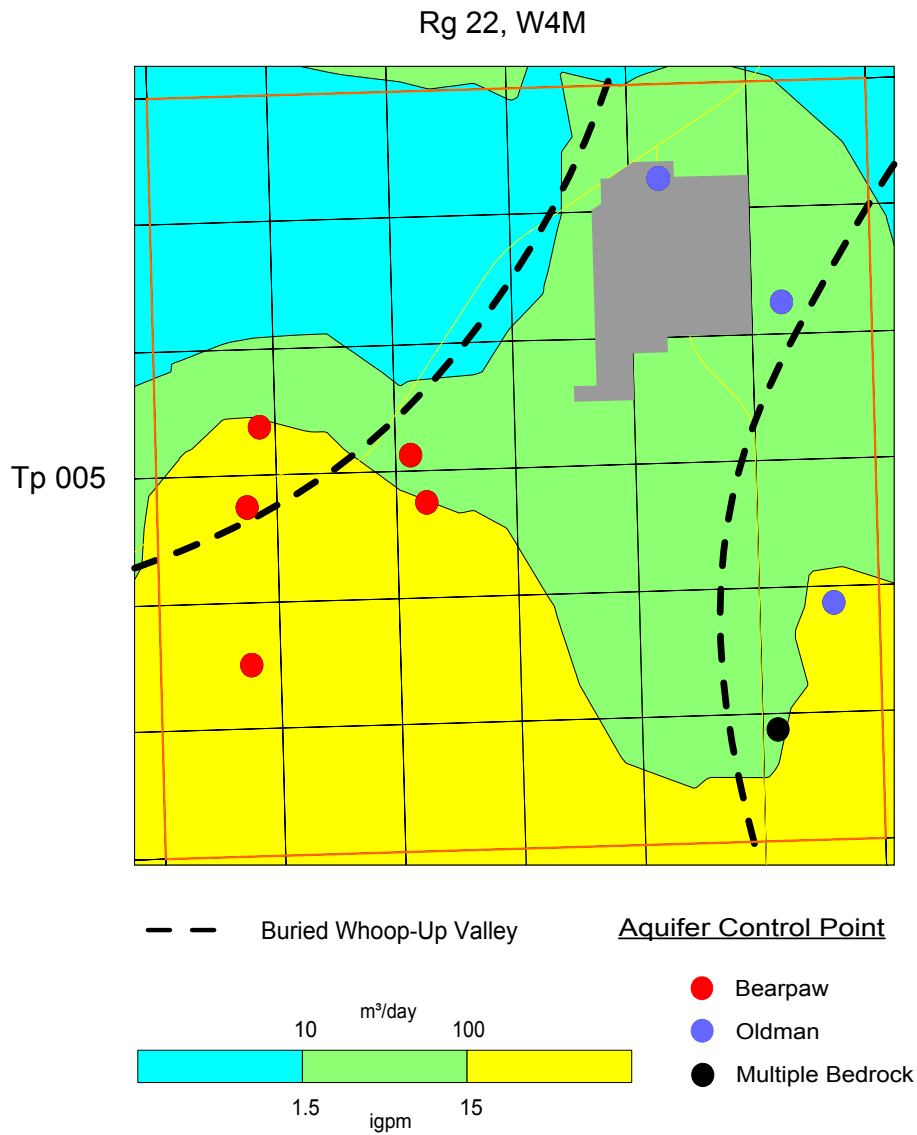 Rg 22, W4M
Tp 005
Buried Whoop-Up Valley
Aquifer Control Point
Bearpaw
Oldman
Multiple Bedrock
m³/day
10 100
1.5 15
igpm